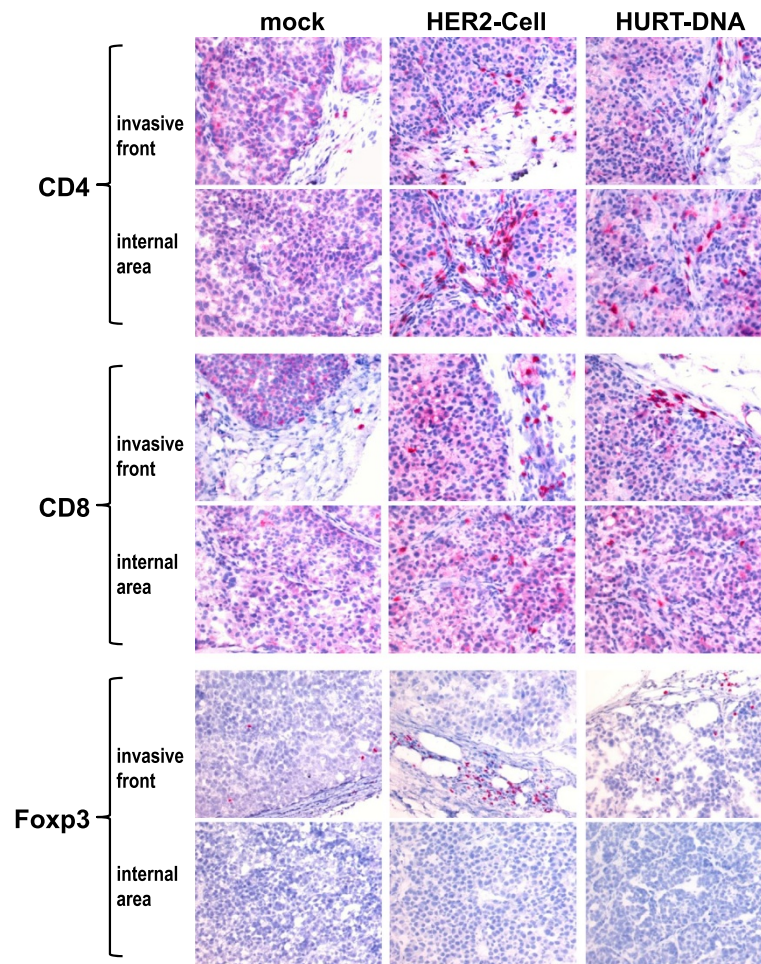 mock HER2-Cell HURT-DNA
CD4
invasive
front
internal
area
CD8
invasive
front
internal
area
Foxp3
invasive
front
internal
area